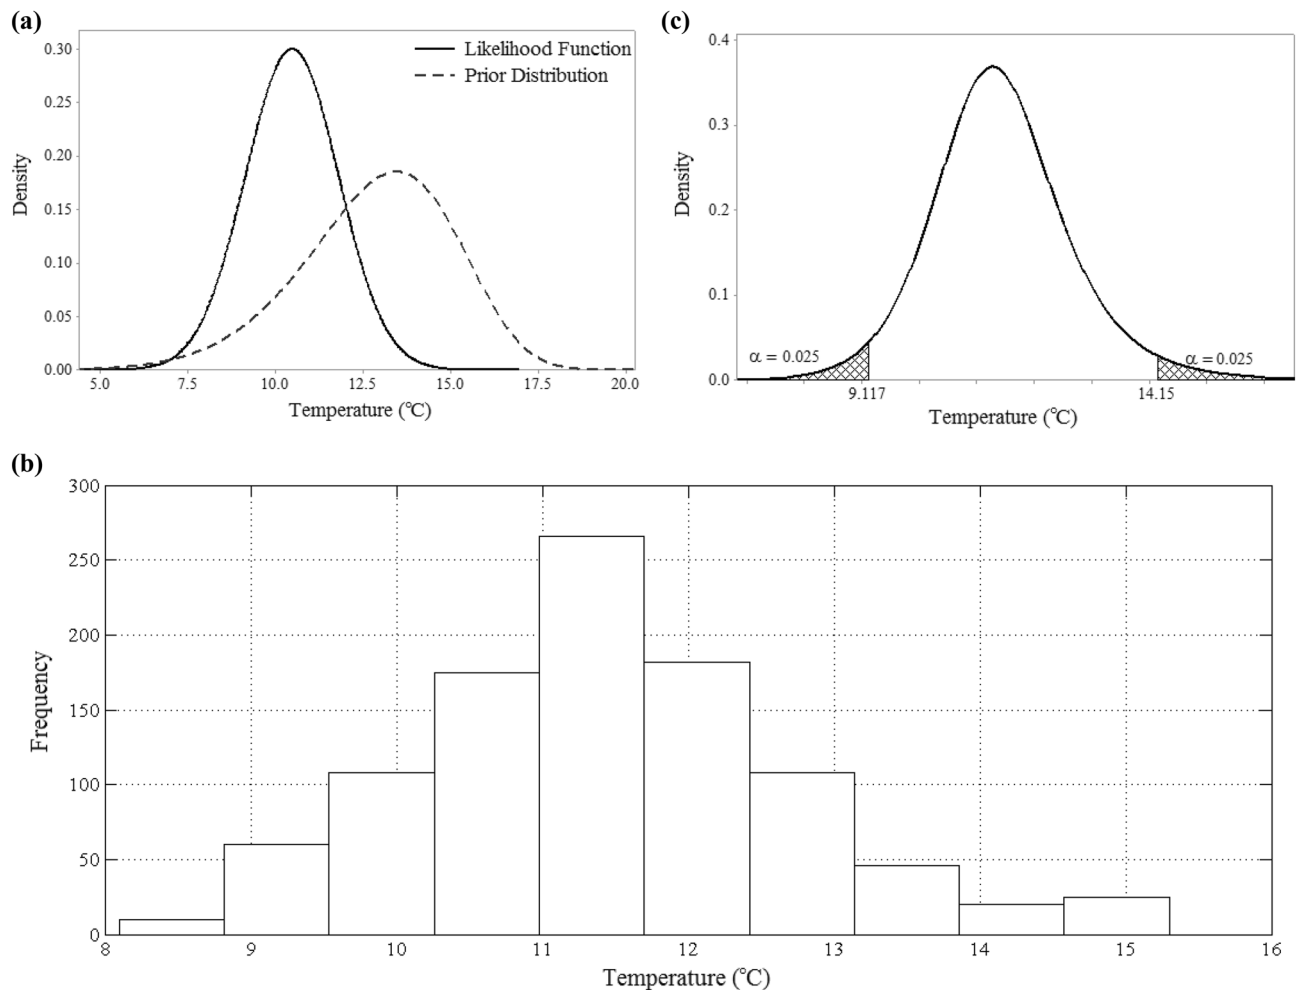 (a)
Likelihood Function
Prior Distribution
0.30
0.25
0.20
0.15
0.10
0.05
0.00
Density
5.0 7.5 10.0 12.5 15.0 17.5 20.0
Temperature (℃)
(c)
0.4
0.3
0.2
0.1
0.0
Density
α = 0.025
α = 0.025
9.117 14.15
Temperature (℃)
(b)
300
250
200
150
100
50
0
Frequency
8 9 10 11 12 13 14 15 16
Temperature (℃)